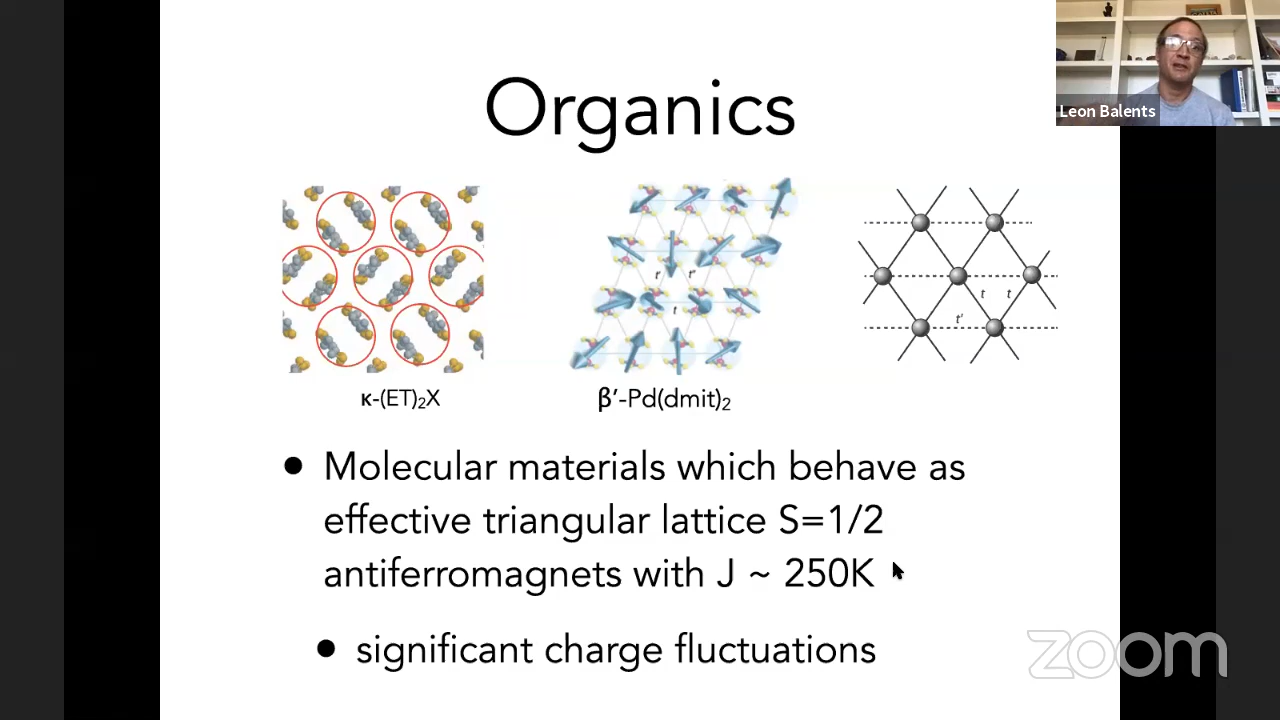 Organics
Leon Balents
t'
t'
t
t
t
t'
κ-(ET)₂X
β′-Pd(dmit)₂
• Molecular materials which behave as
effective triangular lattice S=1/2
antiferromagnets with J ~ 250K
• significant charge fluctuations
zoom